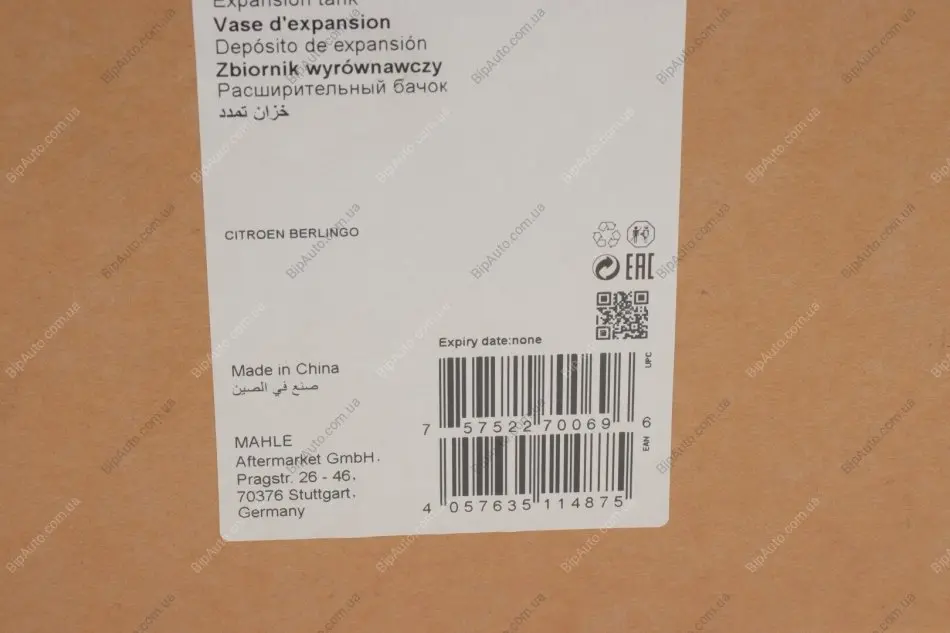 Expansion tank
Vase d'expansion
Depósito de expansión
Zbiornik wyrównawczy
Расширительный бачок
خزان تمدد
CITROEN BERLINGO
EAC
Expiry date:none
UPC
7 57522 70069 6
Made in China
صنع في الصين
EAN
4 057635 114875
MAHLE
Aftermarket GmbH.
Pragstr. 26 - 46.
70376 Stuttgart.
Germany
BipAuto.com.ua